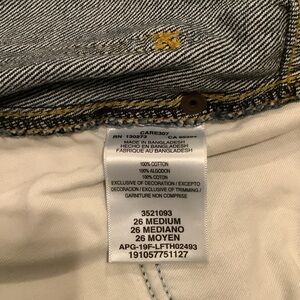 CARE307
RN 130273 CA
MADE IN BANGLADESH
HECHO EN BANGLADESH
FABRIQUÉ AU BANGLADESH
100% COTTON
100% ALGODON
100% COTON
EXCLUSIVE OF DECORATION / EXCEPTO
DECORACION / EXCLUSIVE OF TRIMMING /
GARNITURE NON COMPRISE
3521093
26 MEDIUM
26 MEDIANO
26 MOYEN
APG-19F-LFTH02493
191057751127